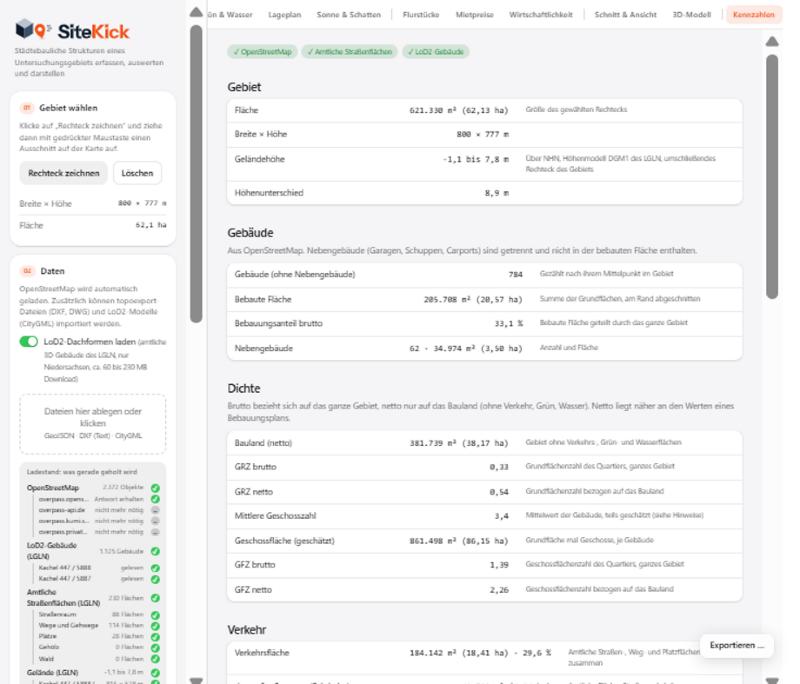 SiteKick
Städtebauliche Strukturen eines
Untersuchungsgebiets erfassen, auswerten
und darstellen
01 Gebiet wählen
Klicke auf „Rechteck zeichnen“ und ziehe
dann mit gedrückter Maustaste einen
Ausschnitt auf der Karte auf.
Rechteck zeichnen Löschen
Breite × Höhe 800 × 777 m
Fläche 62,1 ha
02 Daten
OpenStreetMap wird automatisch
geladen. Zusätzlich können topoexport
Dateien (DXF, DWG) und LoD2-Modelle
(CityGML) importiert werden.
LoD2-Dachformen laden (amtliche
3D-Gebäude des LGLN, nur
Niedersachsen, ca. 60 bis 230 MB
Download)
Dateien hier ablegen oder
klicken
GeoJSON · DXF (Text) · CityGML
Ladestand: was gerade geholt wird
OpenStreetMap 2.372 Objekte
overpass.opens... Antwort erhalten
overpass-api.de nicht mehr nötig
overpass.kumi.s... nicht mehr nötig
overpass.privat... nicht mehr nötig
LoD2-Gebäude
(LGLN) 1.525 Gebäude
Kachel 447 / 5888 gelesen
Kachel 447 / 5887 gelesen
Amtliche
Straßenflächen (LGLN) 230 Flächen
Straßenraum 88 Flächen
Wege und Gehwege 114 Flächen
Plätze 28 Flächen
Gehölz 0 Flächen
Wald 0 Flächen
Gelände (LGLN) -1,1 bis 7,8 m
ün & Wasser Lageplan Sonne & Schatten Flurstücke Mietpreise Wirtschaftlichkeit Schnitt & Ansicht 3D-Modell Kennzahlen
✓ OpenStreetMap ✓ Amtliche Straßenflächen ✓ LoD2-Gebäude
Gebiet
Fläche 621.330 m² (62,13 ha) Größe des gewählten Rechtecks
Breite × Höhe 800 × 777 m
Geländehöhe -1,1 bis 7,8 m Über NHN, Höhenmodell DGM1 des LGLN, umschließendes
Rechteck des Gebiets
Höhenunterschied 8,9 m
Gebäude
Aus OpenStreetMap. Nebengebäude (Garagen, Schuppen, Carports) sind getrennt und nicht in der bebauten Fläche enthalten.
Gebäude (ohne Nebengebäude) 784 Gezählt nach ihrem Mittelpunkt im Gebiet
Bebaute Fläche 205.708 m² (20,57 ha) Summe der Grundflächen, am Rand abgeschnitten
Bebauungsanteil brutto 33,1 % Bebaute Fläche geteilt durch das ganze Gebiet
Nebengebäude 62 · 34.974 m² (3,50 ha) Anzahl und Fläche
Dichte
Brutto bezieht sich auf das ganze Gebiet, netto nur auf das Bauland (ohne Verkehr, Grün, Wasser). Netto liegt näher an den Werten eines
Bebauungsplans.
Bauland (netto) 381.739 m² (38,17 ha) Gebiet ohne Verkehrs-, Grün- und Wasserflächen
GRZ brutto 0,33 Grundflächenzahl des Quartiers, ganzes Gebiet
GRZ netto 0,54 Grundflächenzahl bezogen auf das Bauland
Mittlere Geschosszahl 3,4 Mittelwert der Gebäude, teils geschätzt (siehe Hinweise)
Geschossfläche (geschätzt) 861.498 m² (86,15 ha) Grundfläche mal Geschosse, je Gebäude
GFZ brutto 1,39 Geschossflächenzahl des Quartiers, ganzes Gebiet
GFZ netto 2,26 Geschossflächenzahl bezogen auf das Bauland
Verkehr
Verkehrsfläche 184.142 m² (18,41 ha) · 29,6 % Amtliche Straßen-, Weg- und Platzflächen
zusammen
Exportieren ...